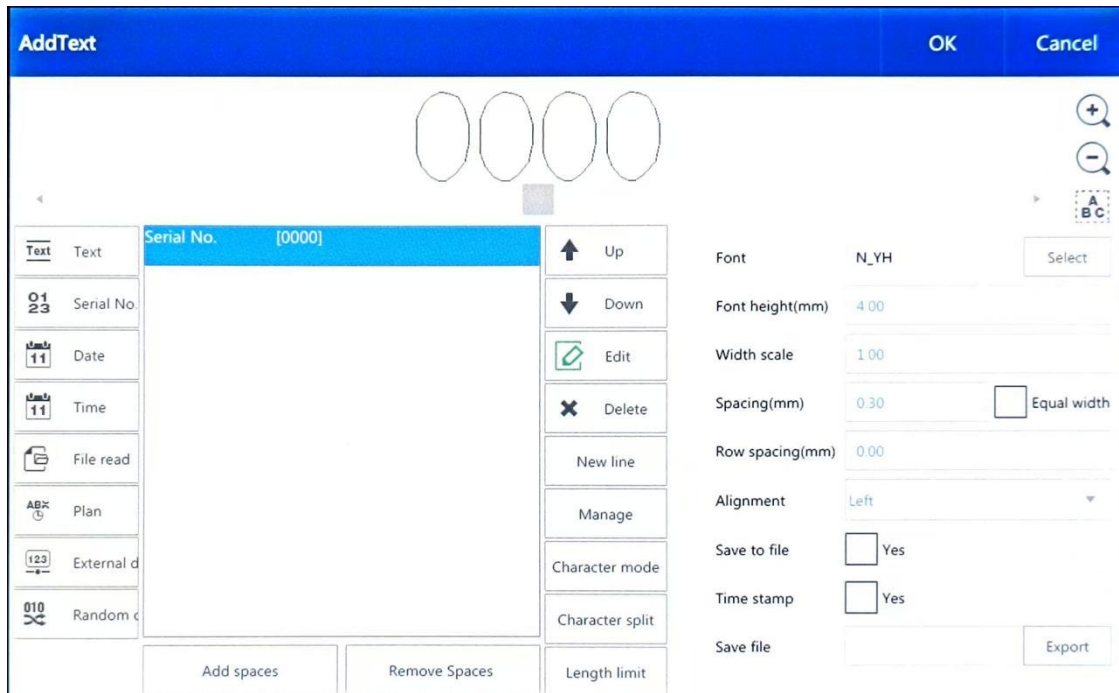 AddText OK Cancel
0000
A
B C
Text Text
Serial No. [0000]
Up
Font N_YH Select
01
23 Serial No.
Down
Font height(mm) 4.00
11 Date
Edit
Width scale 1.00
11 Time
Delete
Spacing(mm) 0.30 Equal width
File read
New line
Row spacing(mm) 0.00
ABX Plan
Manage
Alignment Left
123 External d
Character mode
Save to file Yes
010 Random c
Character split
Time stamp Yes
Add spaces Remove Spaces Length limit
Save file Export